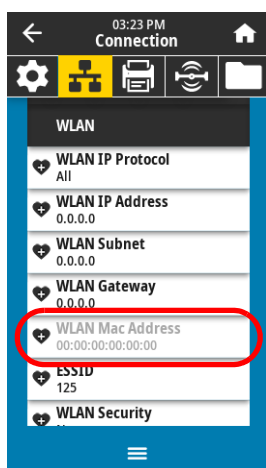 03:23 PM
Connection
WLAN
WLAN IP Protocol
All
WLAN IP Address
0.0.0.0
WLAN Subnet
0.0.0.0
WLAN Gateway
0.0.0.0
WLAN Mac Address
00:00:00:00:00:00
ESSID
125
WLAN Security